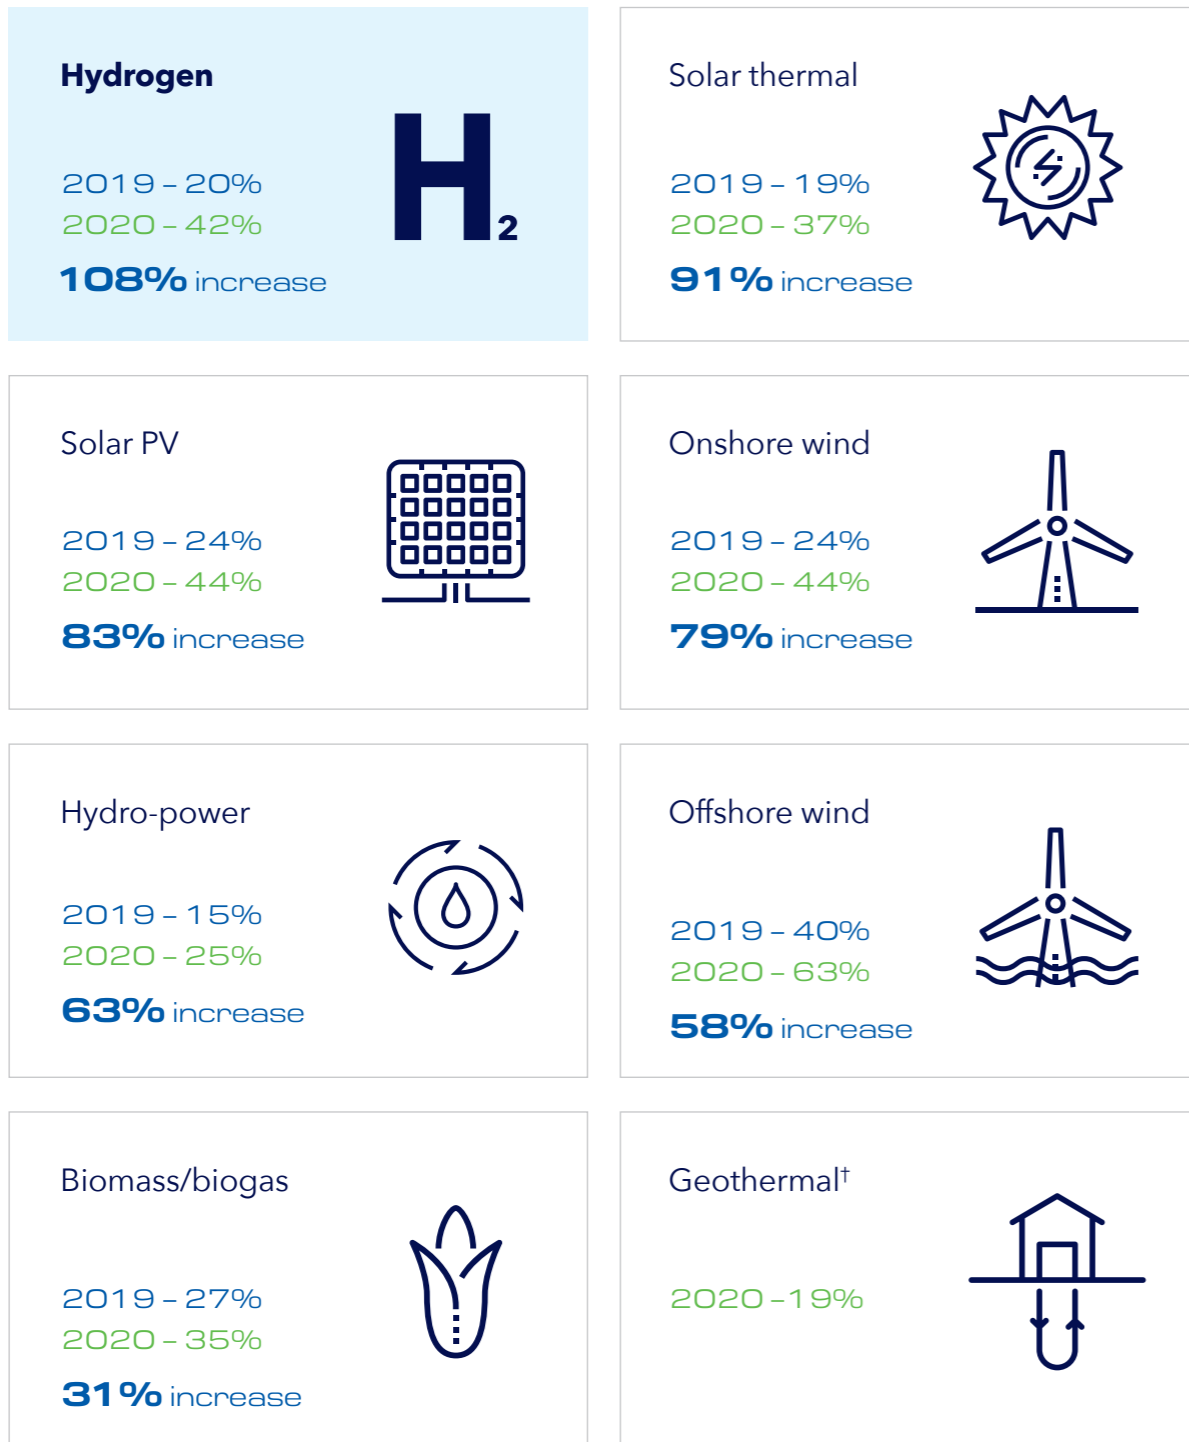 Hydrogen
2019 – 20%
2020 – 42%
108% increase
H2
Solar thermal
2019 – 19%
2020 – 37%
91% increase
Solar PV
2019 – 24%
2020 – 44%
83% increase
Onshore wind
2019 – 24%
2020 – 44%
79% increase
Hydro-power
2019 – 15%
2020 – 25%
63% increase
Offshore wind
2019 – 40%
2020 – 63%
58% increase
Biomass/biogas
2019 – 27%
2020 – 35%
31% increase
Geothermal†
2020 –19%